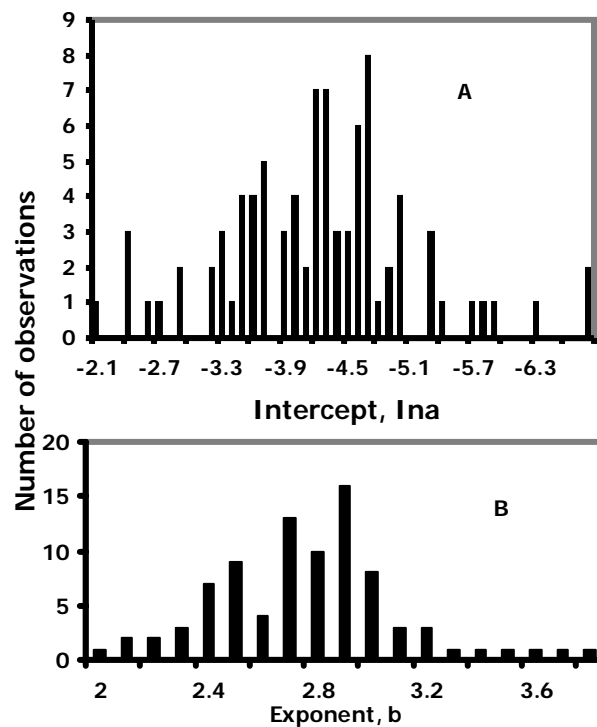 9
8
7
6
5
4
3
2
1
0
A
-2.1 -2.7 -3.3 -3.9 -4.5 -5.1 -5.7 -6.3
Intercept, lna
Number of observations
20
15
10
5
0
B
2 2.4 2.8 3.2 3.6
Exponent, b